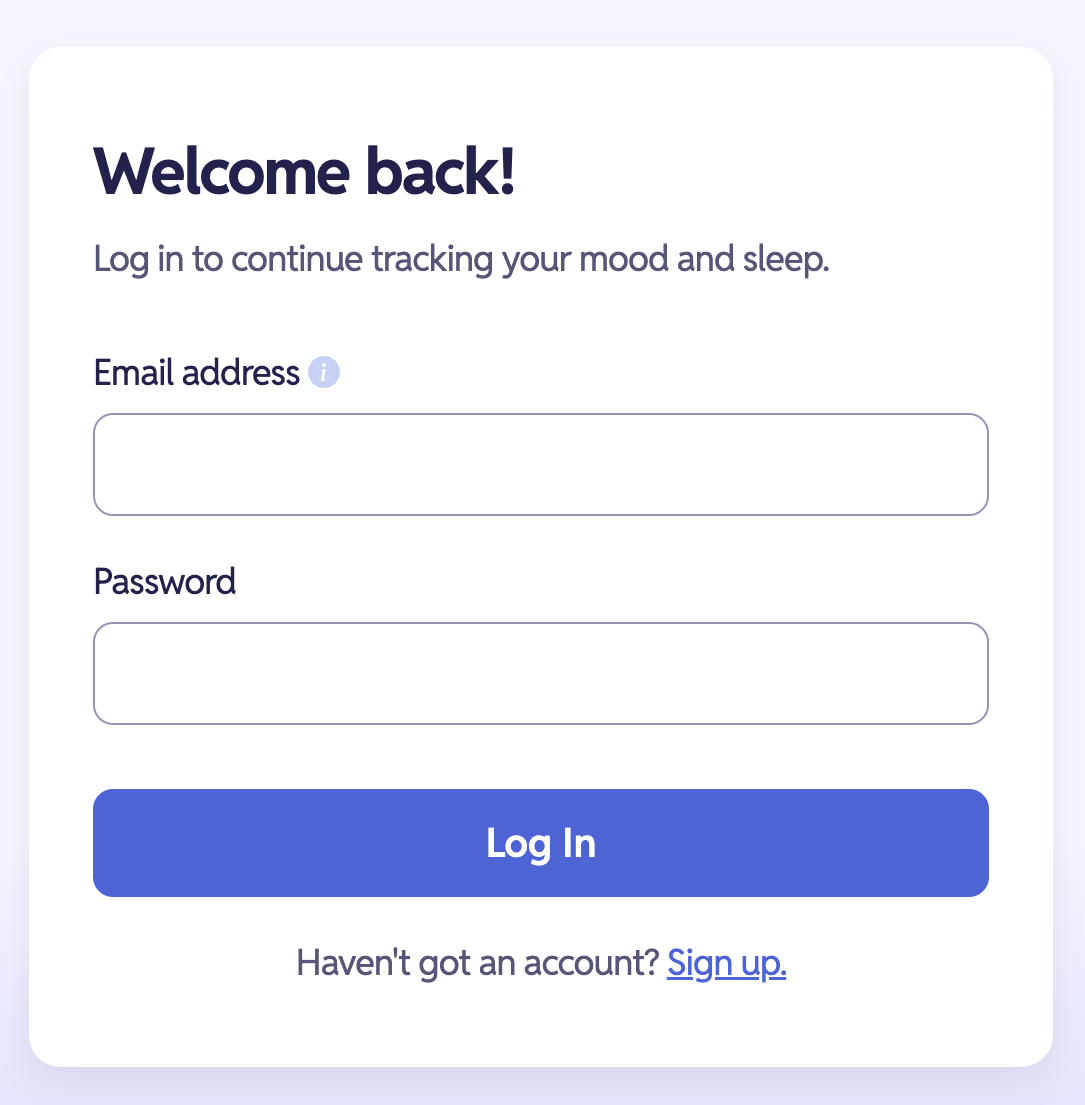 Welcome back!
Log in to continue tracking your mood and sleep.
Email address i
Password
Log In
Haven't got an account? Sign up.